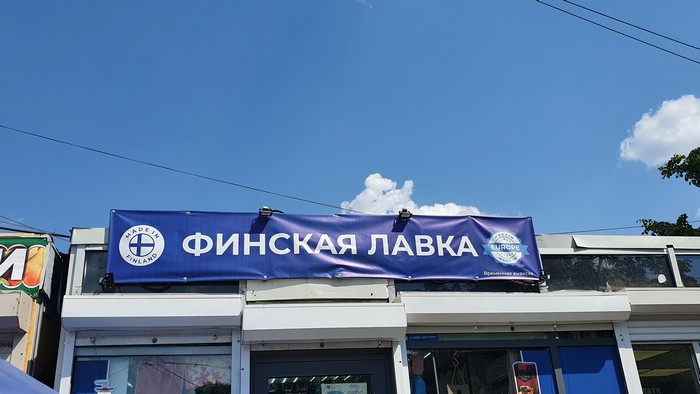 MADE IN
FINLAND
ФИНСКАЯ ЛАВКА
EUROPE
Временная вывеска